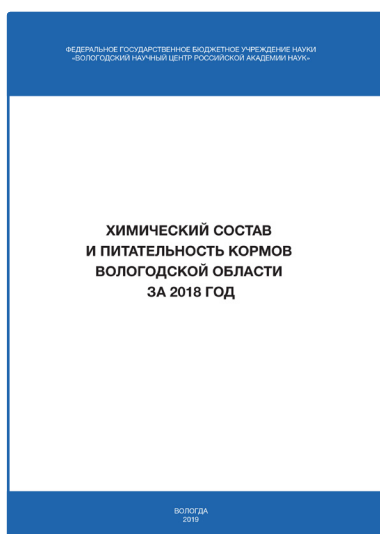 ФЕДЕРАЛЬНОЕ ГОСУДАРСТВЕННОЕ БЮДЖЕТНОЕ УЧРЕЖДЕНИЕ НАУКИ
«ВОЛОГОДСКИЙ НАУЧНЫЙ ЦЕНТР РОССИЙСКОЙ АКАДЕМИИ НАУК»
ХИМИЧЕСКИЙ СОСТАВ
И ПИТАТЕЛЬНОСТЬ КОРМОВ
ВОЛОГОДСКОЙ ОБЛАСТИ
ЗА 2018 ГОД
ВОЛОГДА
2019